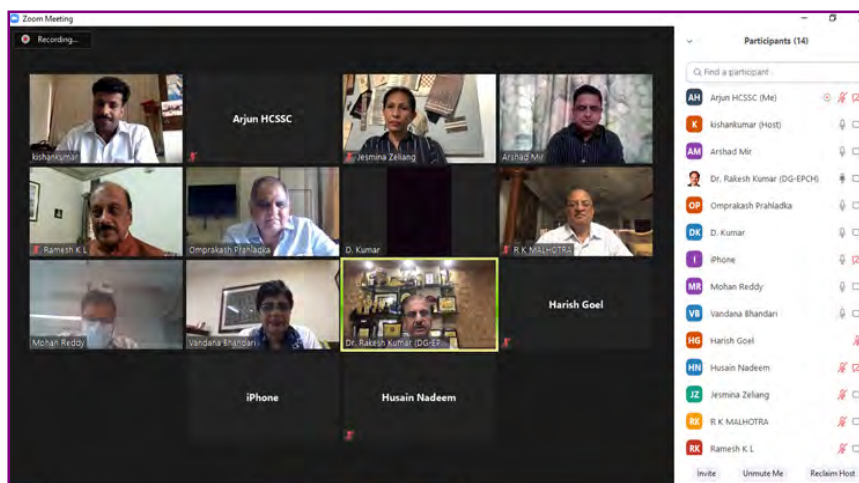 Zoom Meeting
Recording...
Participants (14)
Find a participant
kishankumar
Arjun HCSSC
Jesmina Zeliang
Arshad Mir
Ramesh K L
Omprakash Prahladka
D. Kumar
R K MALHOTRA
Mohan Reddy
Vandana Bhandari
Dr. Rakesh Kumar (DG-EP...
Harish Goel
iPhone
Husain Nadeem
AH Arjun HCSSC (Me)
K kishankumar (Host)
AM Arshad Mir
Dr. Rakesh Kumar (DG-EPCH)
OP Omprakash Prahladka
DK D. Kumar
I iPhone
MR Mohan Reddy
VB Vandana Bhandari
HG Harish Goel
HN Husain Nadeem
JZ Jesmina Zeliang
RK R K MALHOTRA
RK Ramesh K L
Invite Unmute Me Reclaim Host